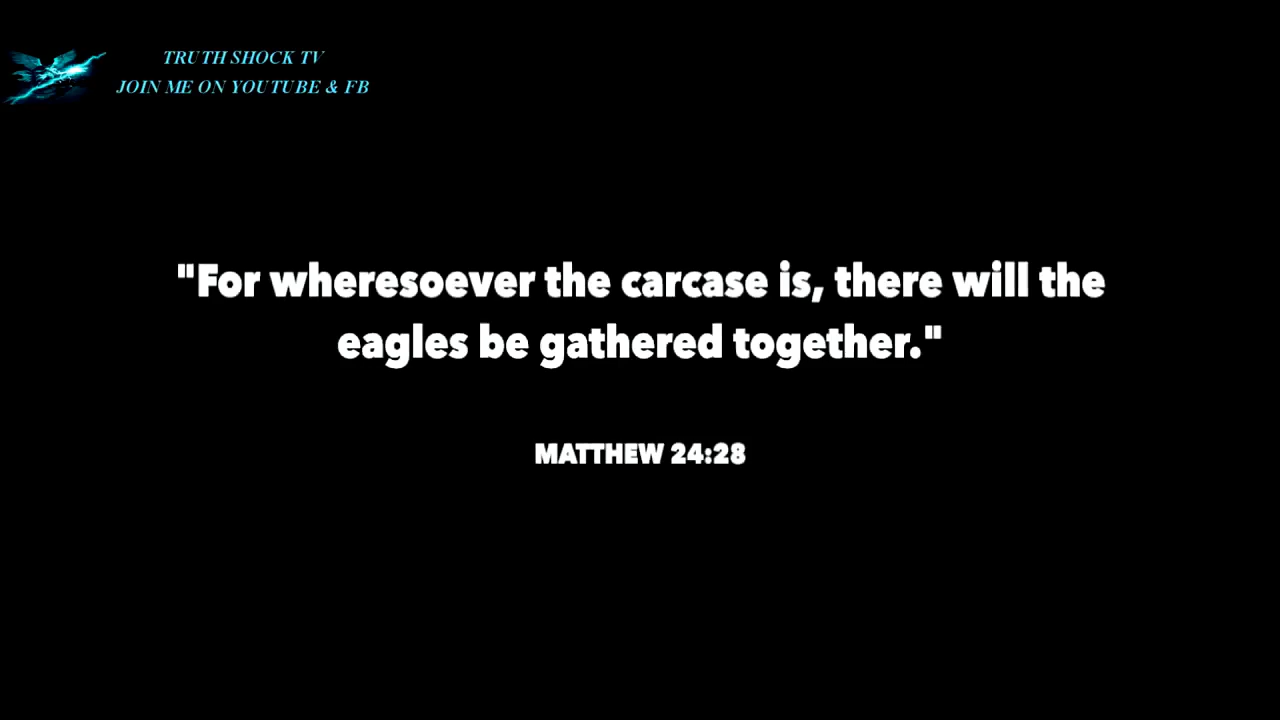 TRUTH SHOCK TV
JOIN ME ON YOUTUBE & FB
"For wheresoever the carcase is, there will the
eagles be gathered together."
MATTHEW 24:28